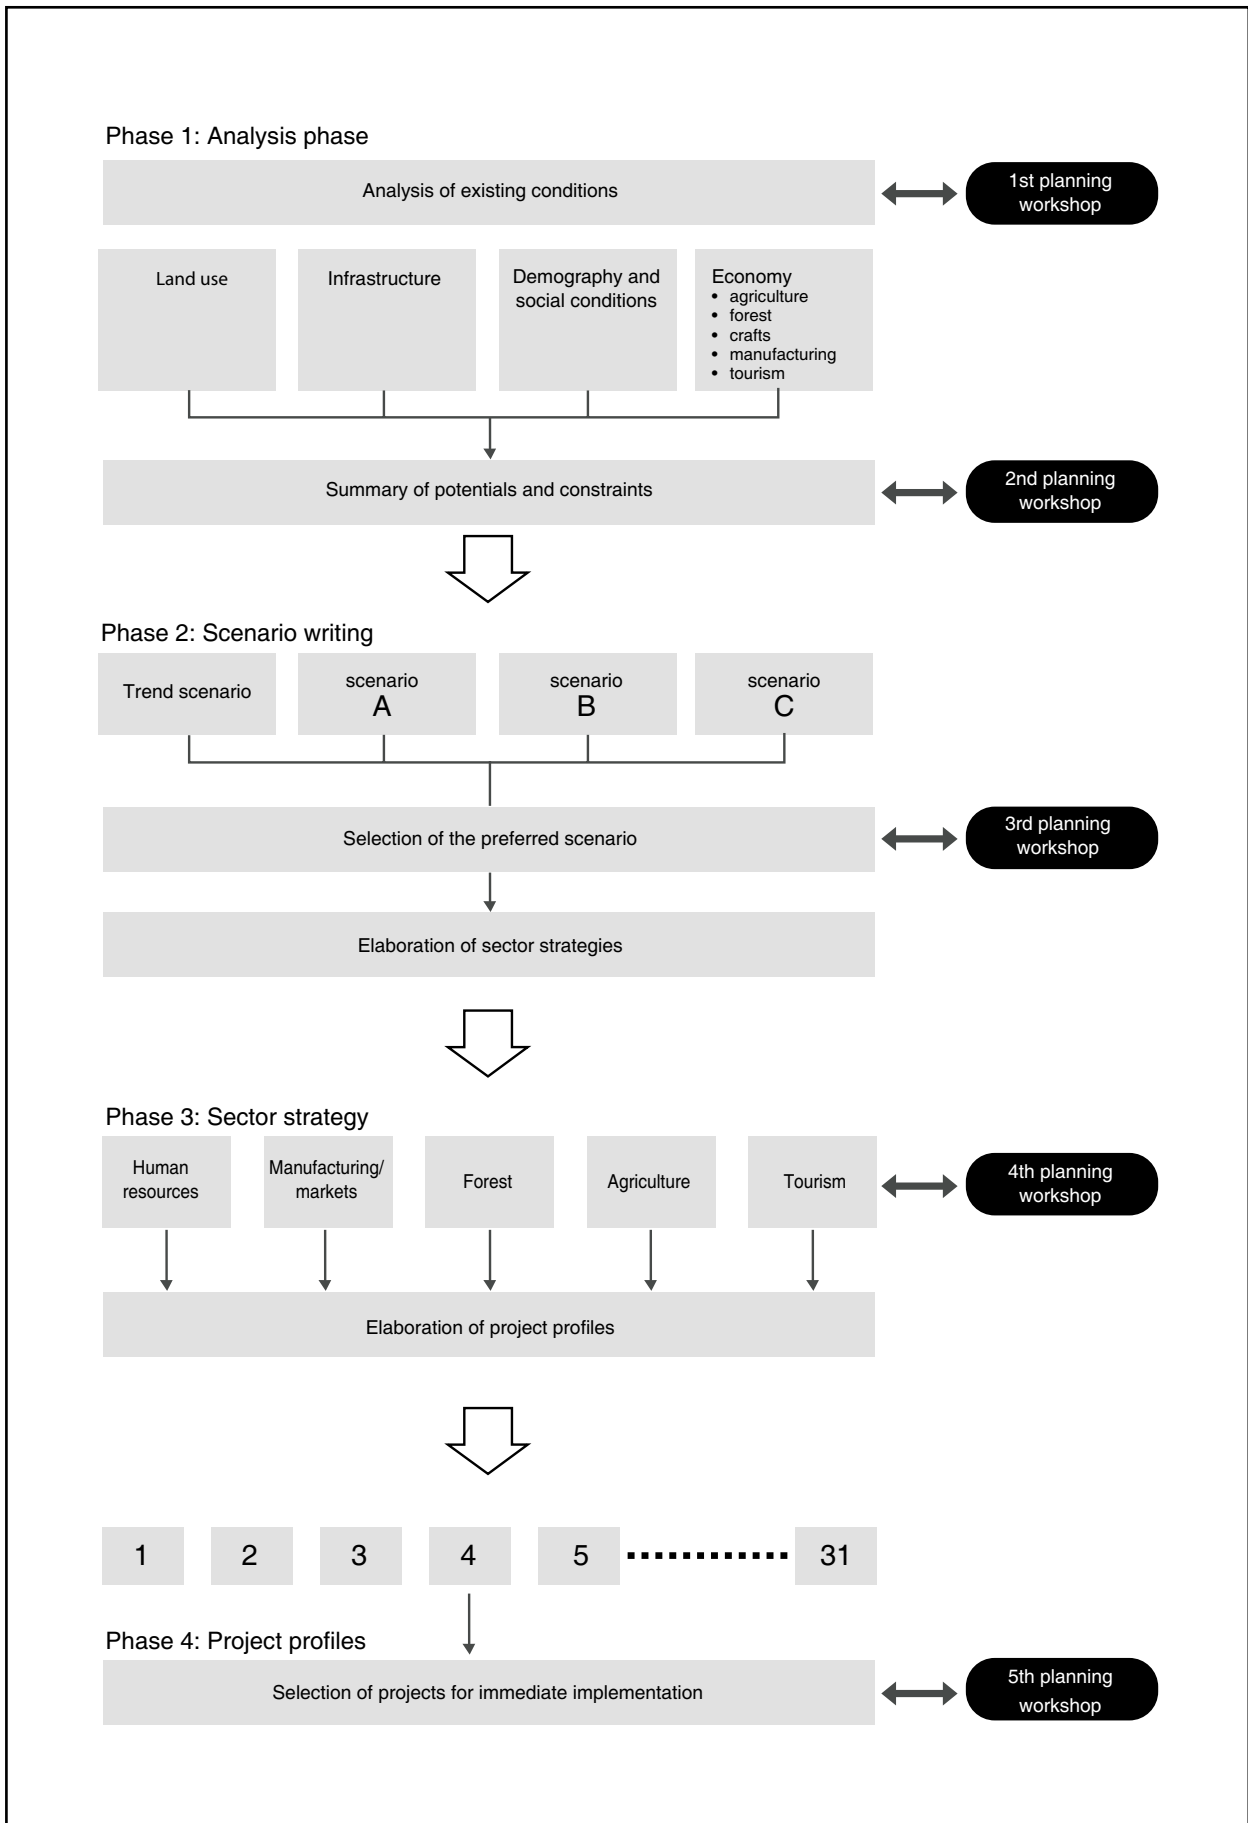 Phase 1: Analysis phase
Analysis of existing conditions
1st planning
workshop
Land use
Infrastructure
Demography and
social conditions
Economy
• agriculture
• forest
• crafts
• manufacturing
• tourism
Summary of potentials and constraints
2nd planning
workshop
Phase 2: Scenario writing
Trend scenario
scenario
A
scenario
B
scenario
C
Selection of the preferred scenario
3rd planning
workshop
Elaboration of sector strategies
Phase 3: Sector strategy
Human
resources
Manufacturing/
markets
Forest
Agriculture
Tourism
4th planning
workshop
Elaboration of project profiles
1
2
3
4
5
31
Phase 4: Project profiles
Selection of projects for immediate implementation
5th planning
workshop